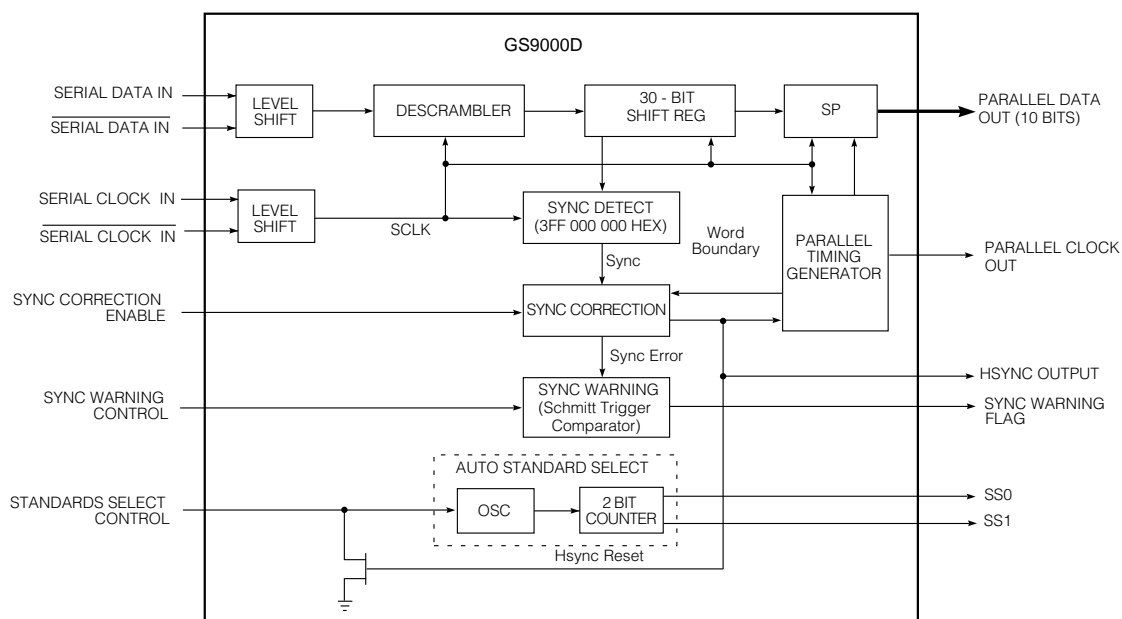 GS9000D
SERIAL DATA IN
SERIAL DATA IN
LEVEL
SHIFT
DESCRAMBLER
30 - BIT
SHIFT REG
SP
PARALLEL DATA
OUT (10 BITS)
SERIAL CLOCK IN
SERIAL CLOCK IN
LEVEL
SHIFT
SCLK
SYNC DETECT
(3FF 000 000 HEX)
Word
Boundary
PARALLEL
TIMING
GENERATOR
PARALLEL CLOCK
OUT
Sync
SYNC CORRECTION
ENABLE
SYNC CORRECTION
Sync Error
HSYNC OUTPUT
SYNC WARNING
CONTROL
SYNC WARNING
(Schmitt Trigger
Comparator)
SYNC WARNING
FLAG
AUTO STANDARD SELECT
STANDARDS SELECT
CONTROL
OSC
2 BIT
COUNTER
SS0
SS1
Hsync Reset